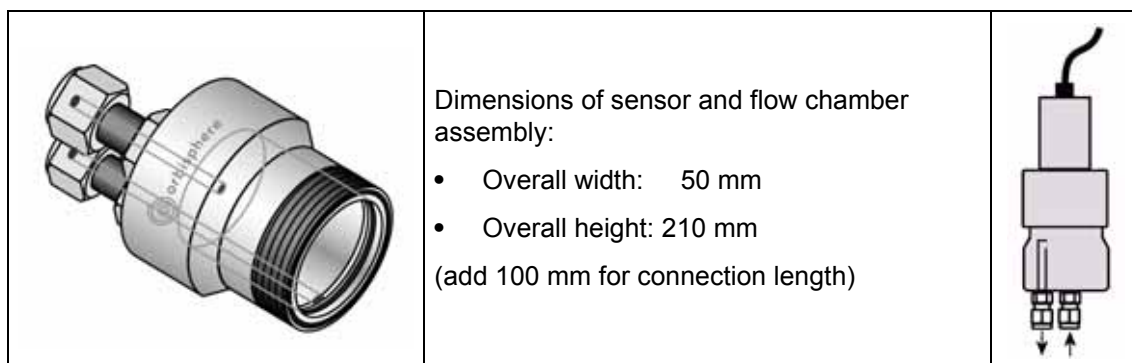 orbisphere
Dimensions of sensor and flow chamber
assembly:
• Overall width: 50 mm
• Overall height: 210 mm
(add 100 mm for connection length)